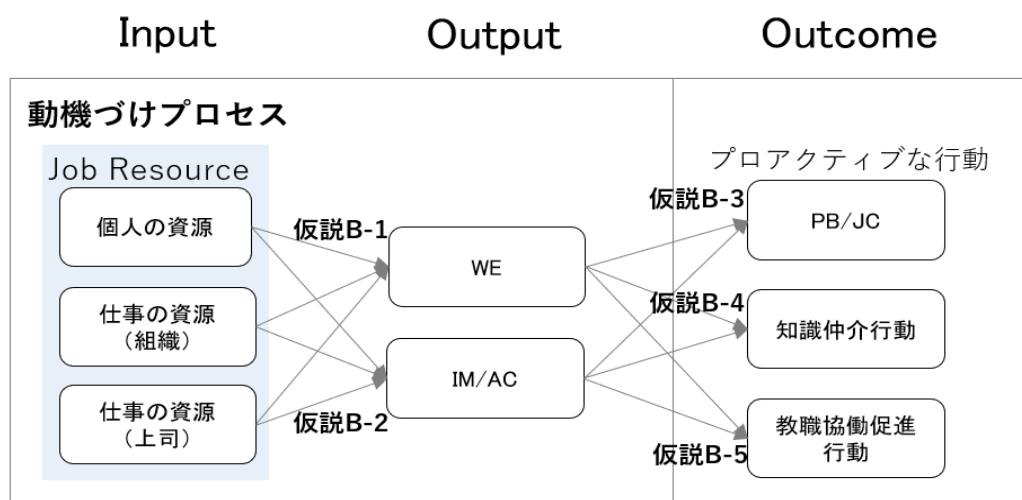 Input
Output
Outcome
動機づけプロセス
Job Resource
個人の資源
仕事の資源
（組織）
仕事の資源
（上司）
仮説B-1
仮説B-2
WE
IM/AC
プロアクティブな行動
仮説B-3
PB/JC
仮説B-4
知識仲介行動
仮説B-5
教職協働促進
行動